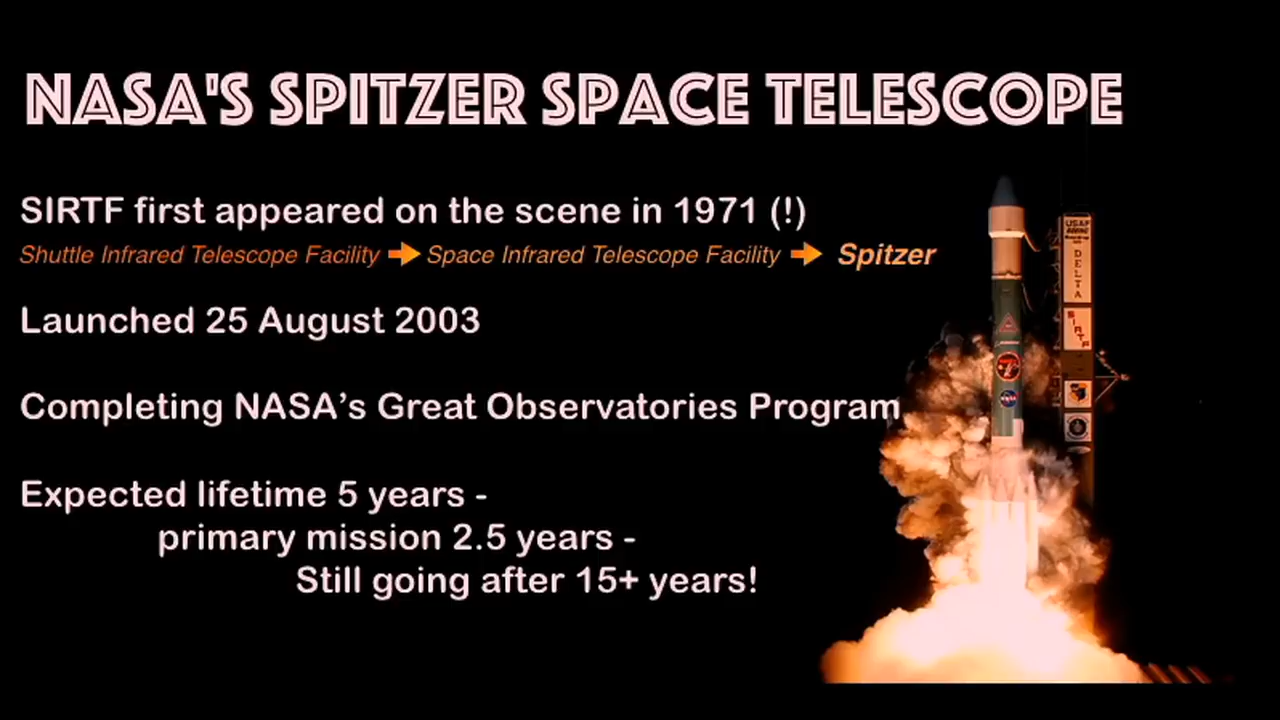 NASA'S SPITZER SPACE TELESCOPE
SIRTF first appeared on the scene in 1971 (!)
Shuttle Infrared Telescope Facility → Space Infrared Telescope Facility → Spitzer
Launched 25 August 2003
Completing NASA’s Great Observatories Program
Expected lifetime 5 years -
primary mission 2.5 years -
Still going after 15+ years!
USAF
DELTA
SIRTF
NASA